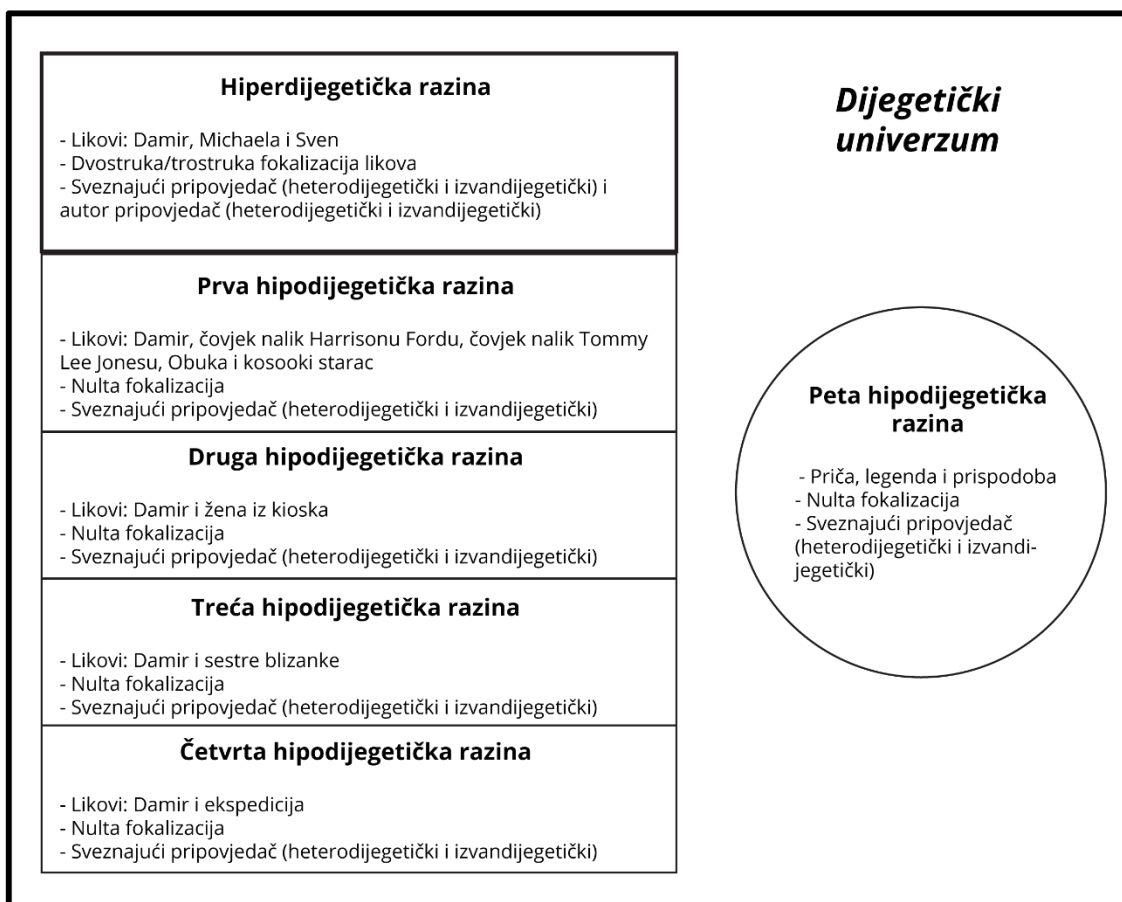 Hiperdijegetička razina
- Likovi: Damir, Michaela i Sven
- Dvostruka/trostruka fokalizacija likova
- Sveznajući pripovjedač (heterodijegetički i izvandijegetički) i
autor pripovjedač (heterodijegetički i izvandijegetički)
Prva hipodijegetička razina
- Likovi: Damir, čovjek nalik Harrisonu Fordu, čovjek nalik Tommy
Lee Jonesu, Obuka i kosooki starac
- Nulta fokalizacija
- Sveznajući pripovjedač (heterodijegetički i izvandijegetički)
Druga hipodijegetička razina
- Likovi: Damir i žena iz kioska
- Nulta fokalizacija
- Sveznajući pripovjedač (heterodijegetički i izvandijegetički)
Treća hipodijegetička razina
- Likovi: Damir i sestre blizanke
- Nulta fokalizacija
- Sveznajući pripovjedač (heterodijegetički i izvandijegetički)
Četvrta hipodijegetička razina
- Likovi: Damir i ekspedicija
- Nulta fokalizacija
- Sveznajući pripovjedač (heterodijegetički i izvandijegetički)
Dijegetički
univerzum
Peta hipodijegetička
razina
- Priča, legenda i prispodoba
- Nulta fokalizacija
- Sveznajući pripovjedač
(heterodijegetički i izvandi-
jegetički)